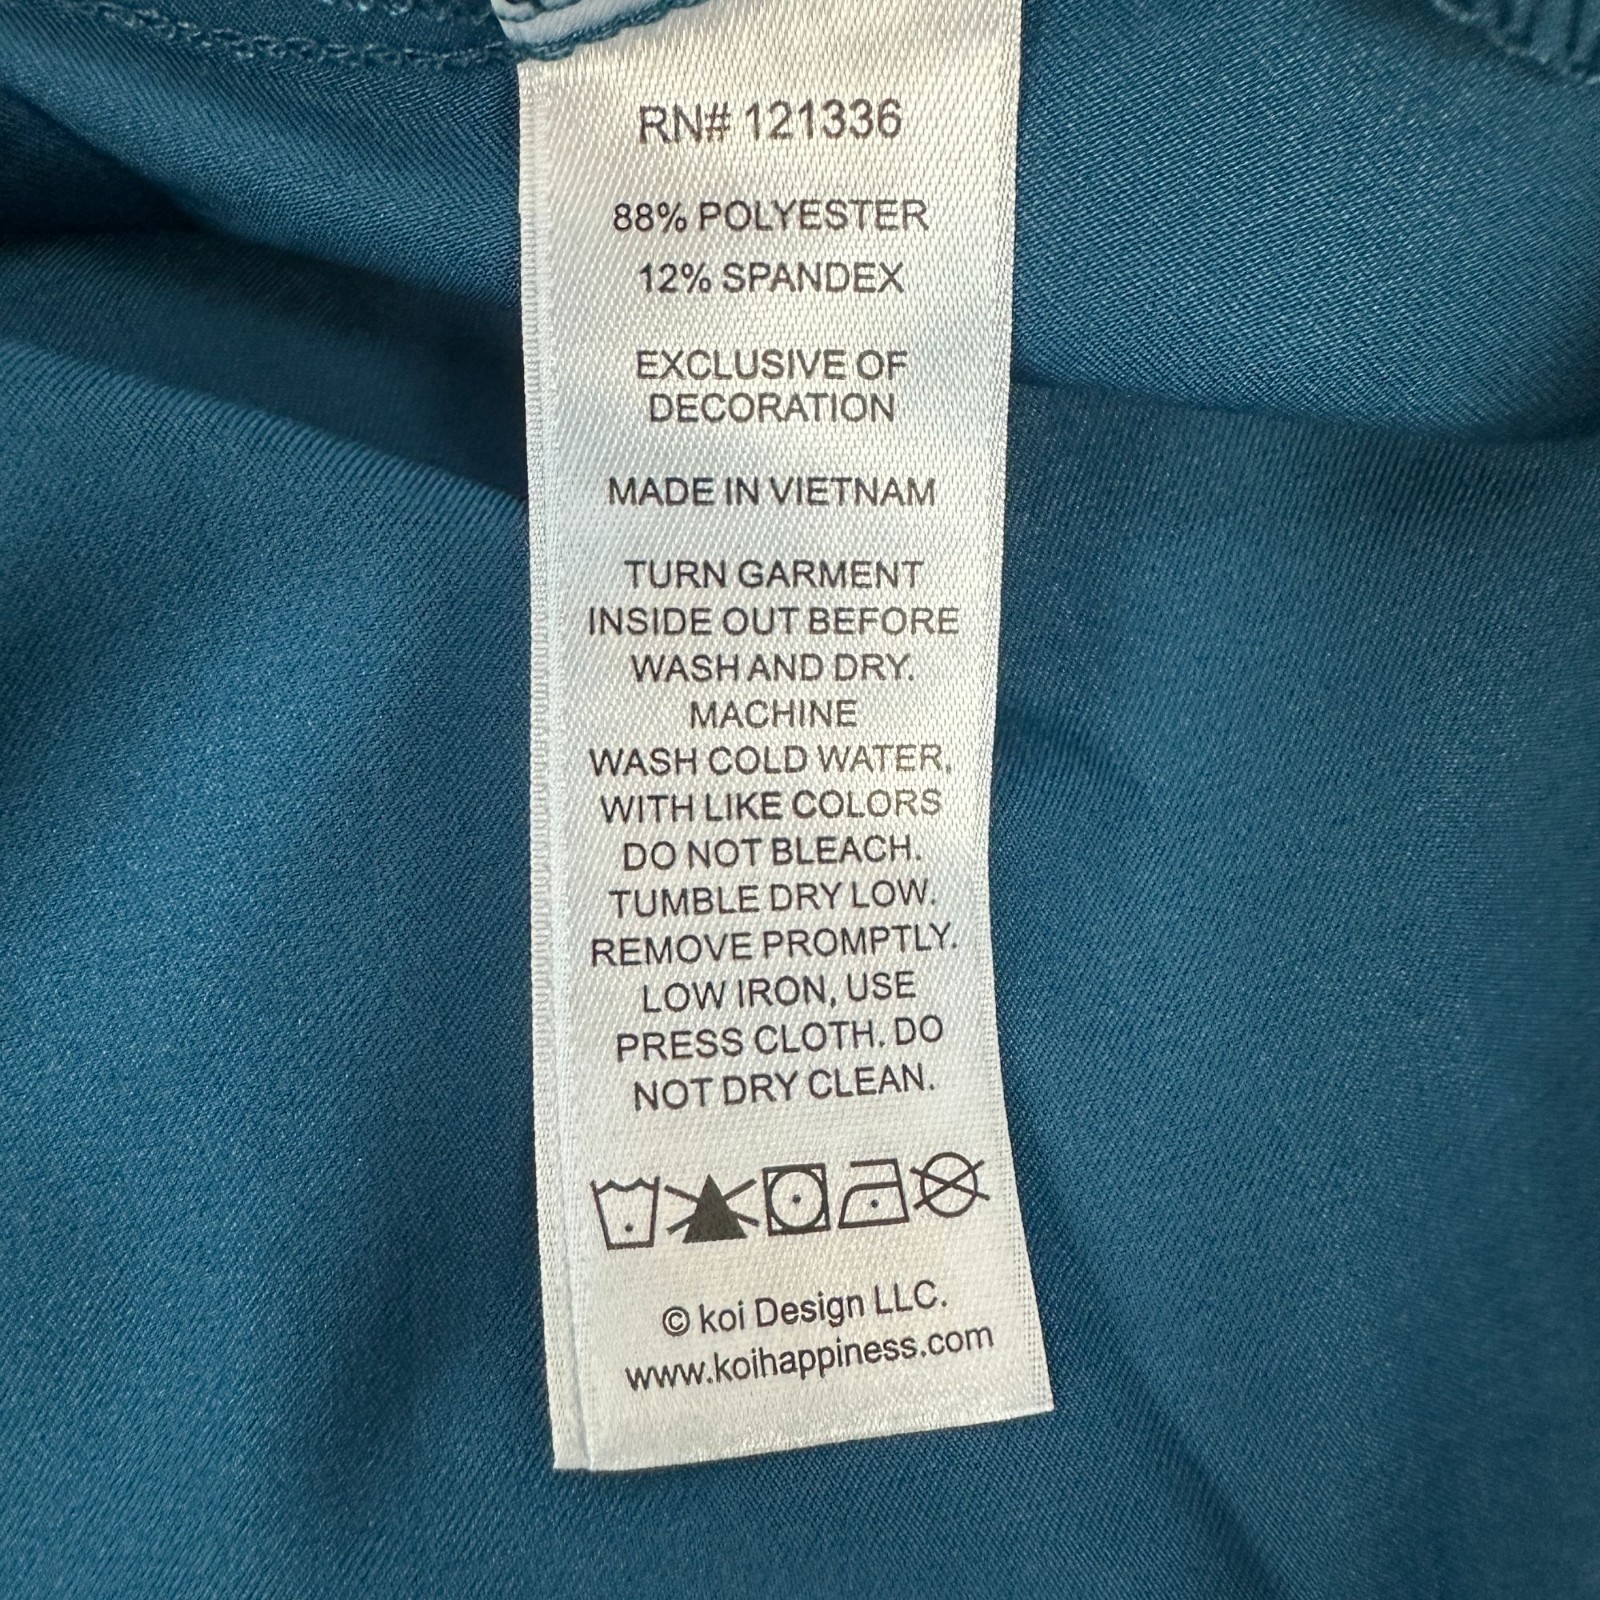 RN# 121336
88% POLYESTER
12% SPANDEX
EXCLUSIVE OF
DECORATION
MADE IN VIETNAM
TURN GARMENT
INSIDE OUT BEFORE
WASH AND DRY.
MACHINE
WASH COLD WATER,
WITH LIKE COLORS
DO NOT BLEACH.
TUMBLE DRY LOW.
REMOVE PROMPTLY.
LOW IRON, USE
PRESS CLOTH. DO
NOT DRY CLEAN.
© koi Design LLC.
www.koihappiness.com